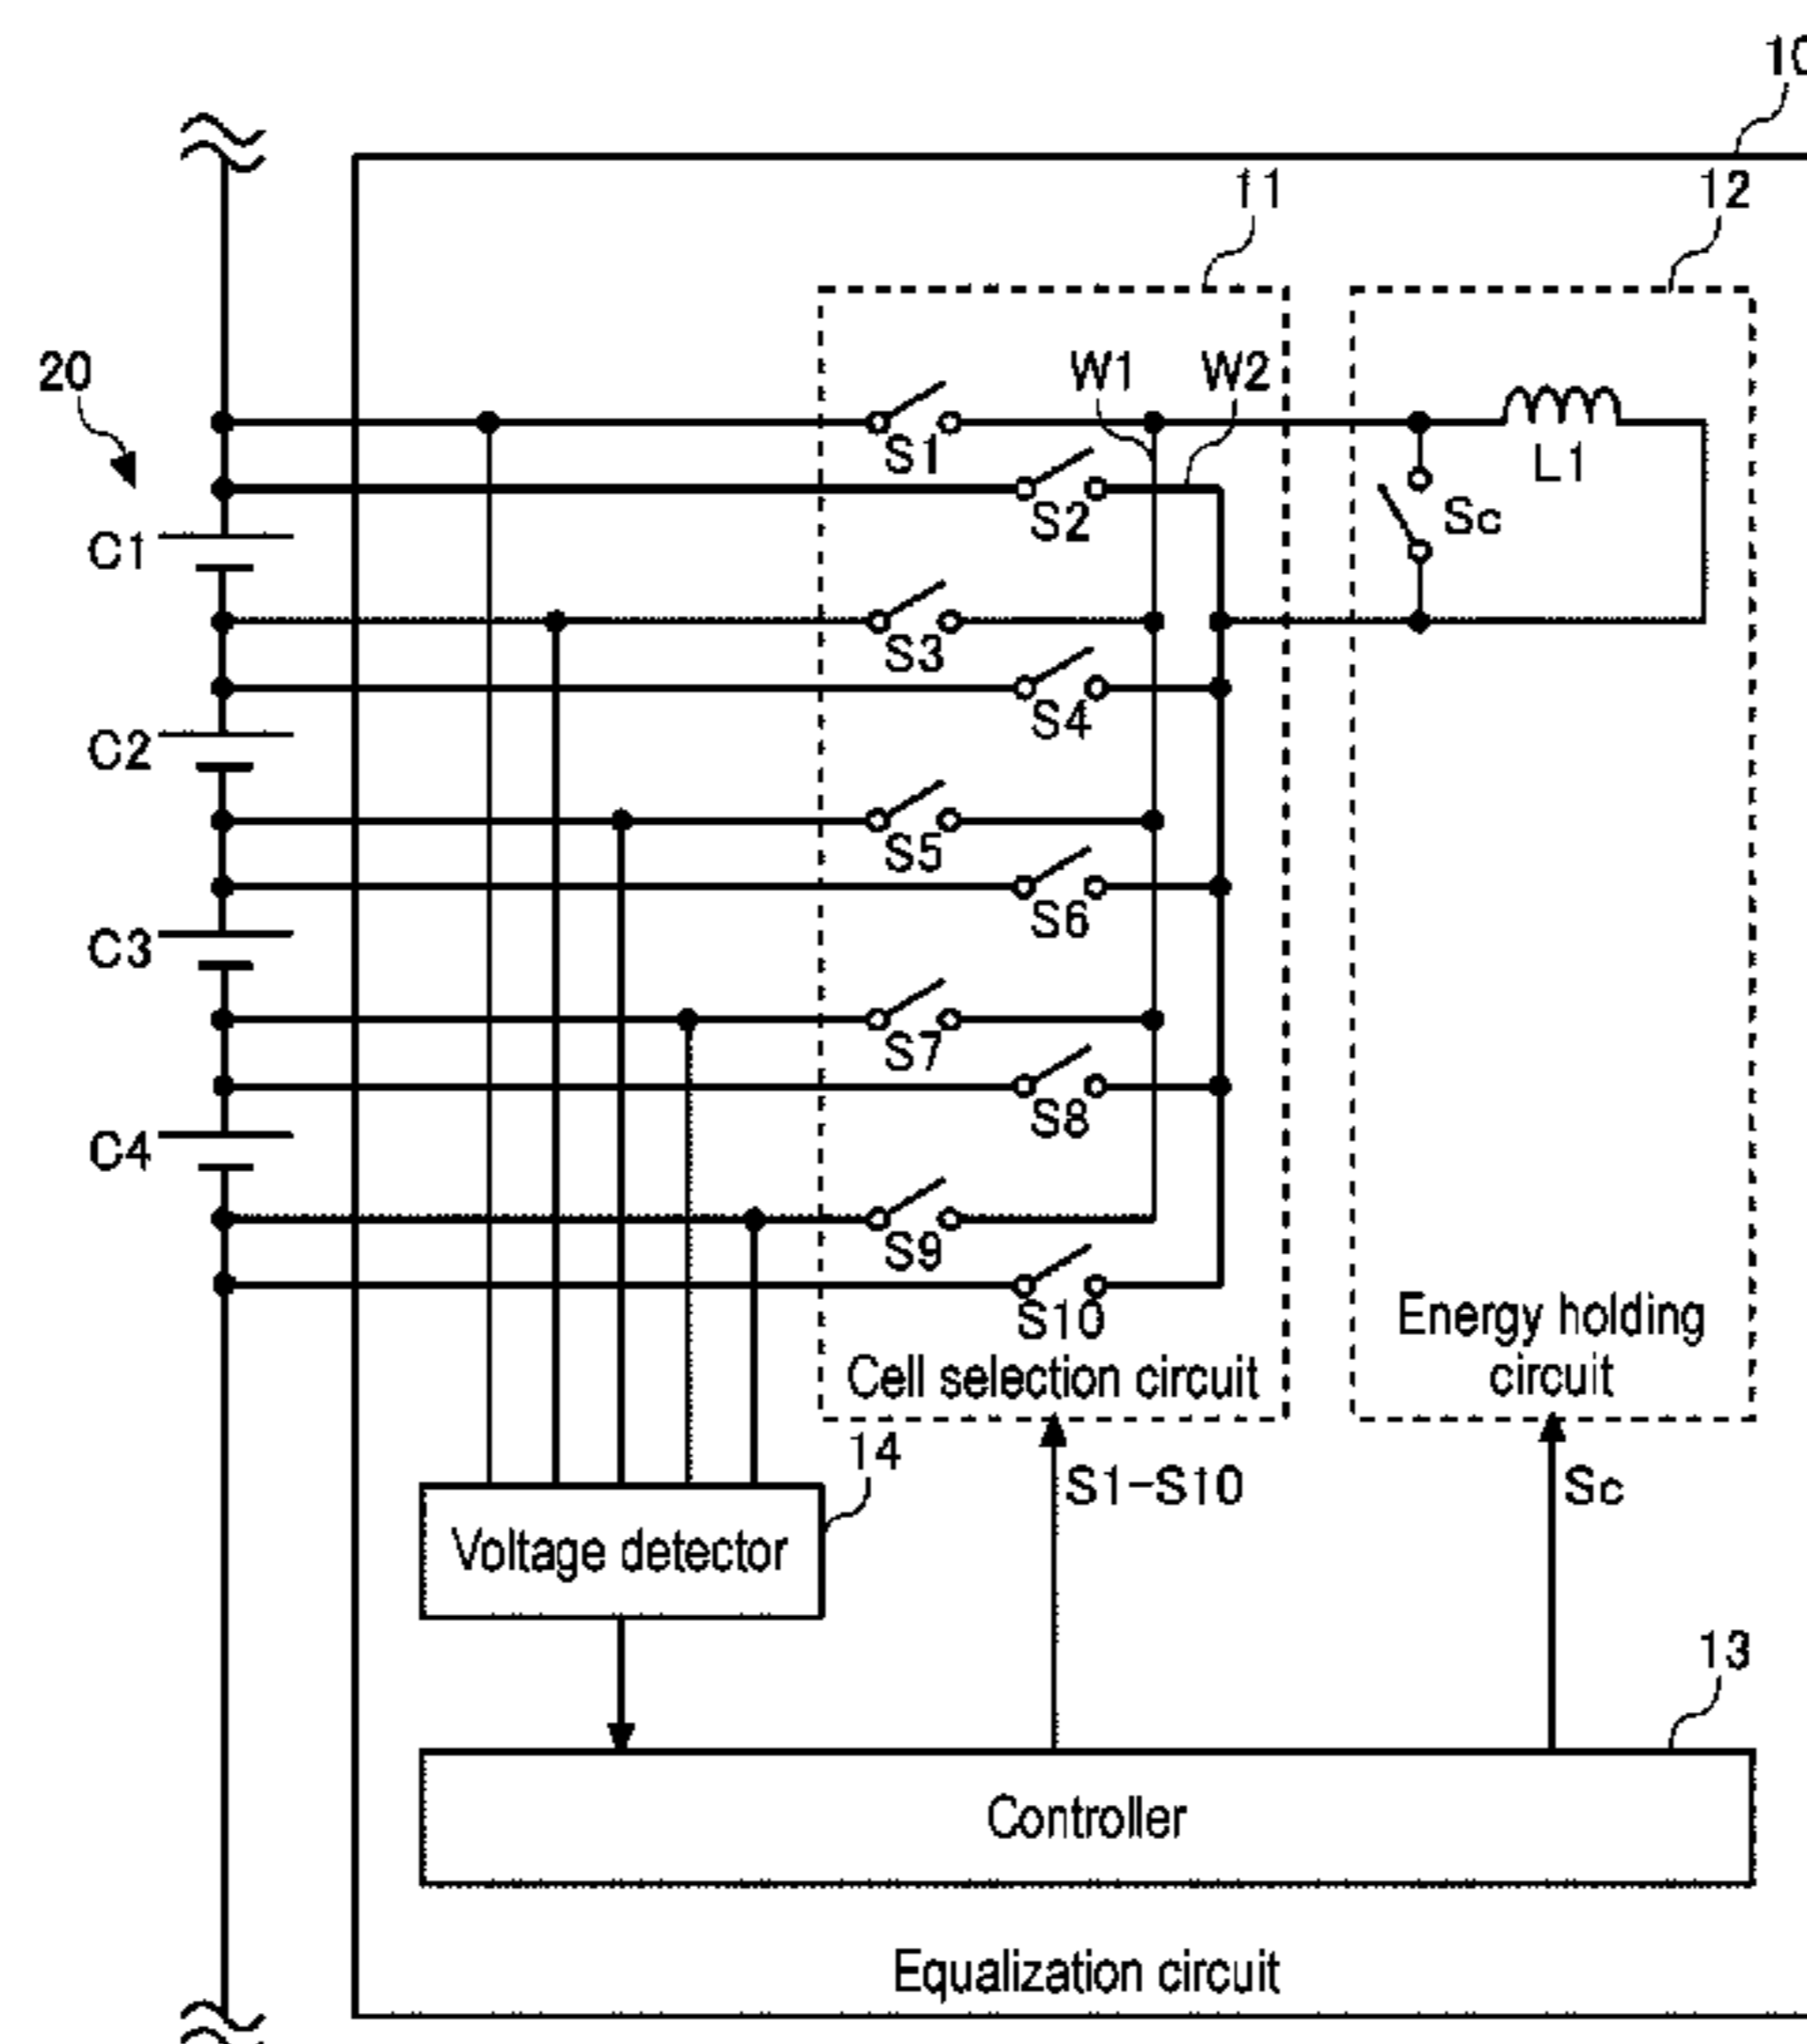 10
11
12
20
W1
W2
S1
L1
S2
Sc
C1
S3
S4
C2
S5
S6
C3
S7
S8
C4
S9
S10
Energy holding
circuit
Cell selection circuit
14
S1-S10
Sc
Voltage detector
13
Controller
Equalization circuit